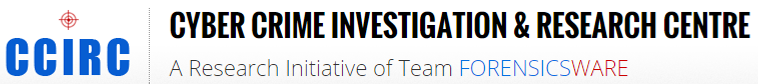 CCIRC
CYBER CRIME INVESTIGATION & RESEARCH CENTRE
A Research Initiative of Team FORENSICSWARE